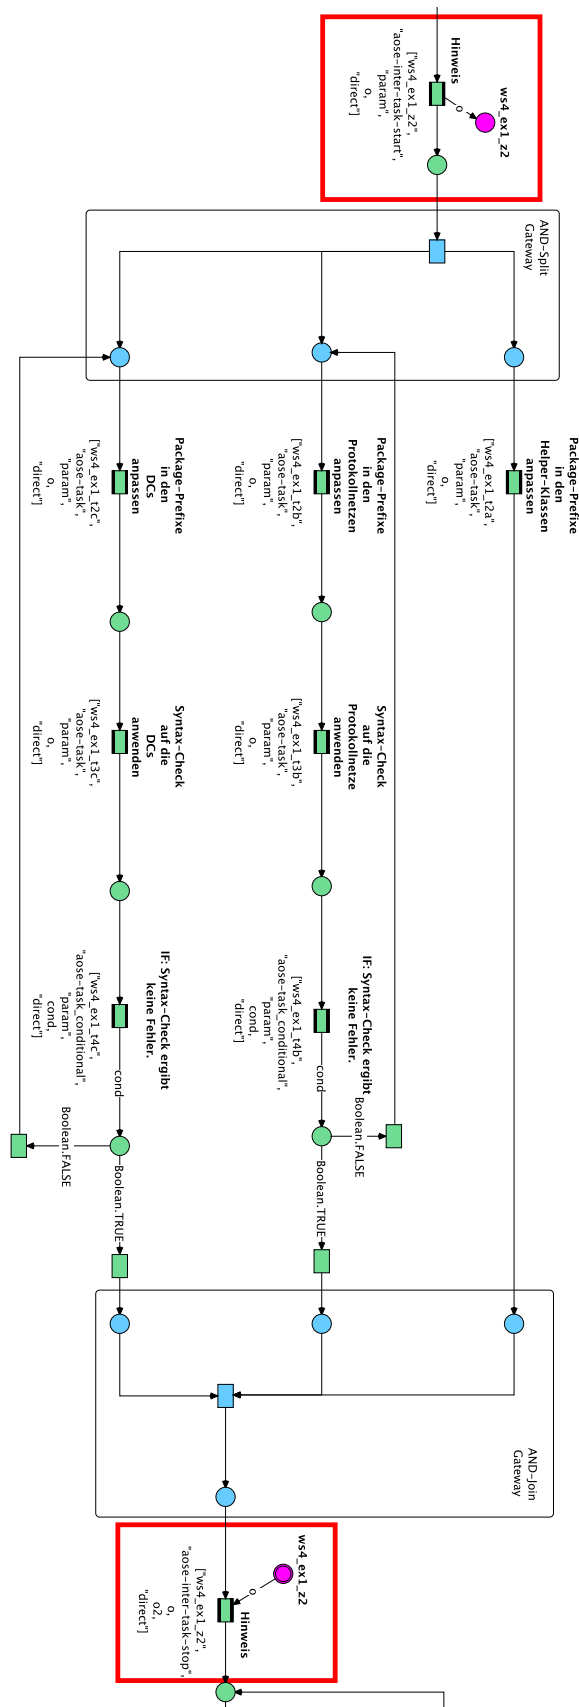 ws4_ex1_z2
o
Hinweis
["ws4_ex1_z2",
"aose-inter-task-start",
"param",
o,
"direct"]
AND-Split
Gateway
Package-Prefixe
in den
Helper-Klassen
anpassen
["ws4_ex1_t2a",
"aose-task",
"param",
o,
"direct"]
Package-Prefixe
in den
Protokollnetzen
anpassen
["ws4_ex1_t2b",
"aose-task",
"param",
o,
"direct"]
Syntax-Check
auf die
Protokollnetze
anwenden
["ws4_ex1_t3b",
"aose-task",
"param",
o,
"direct"]
IF: Syntax-Check ergibt
keine Fehler.
["ws4_ex1_t4b",
"aose-task_conditional",
"param",
cond,
"direct"]
cond
Boolean.FALSE
Boolean.TRUE
Package-Prefixe
in den
DCs
anpassen
["ws4_ex1_t2c",
"aose-task",
"param",
o,
"direct"]
Syntax-Check
auf die
DCs
anwenden
["ws4_ex1_t3c",
"aose-task",
"param",
o,
"direct"]
IF: Syntax-Check ergibt
keine Fehler.
["ws4_ex1_t4c",
"aose-task_conditional",
"param",
cond,
"direct"]
cond
Boolean.TRUE
Boolean.FALSE
AND-Join
Gateway
ws4_ex1_z2
o
Hinweis
["ws4_ex1_z2",
"aose-inter-task-stop",
o,
o2,
"direct"]